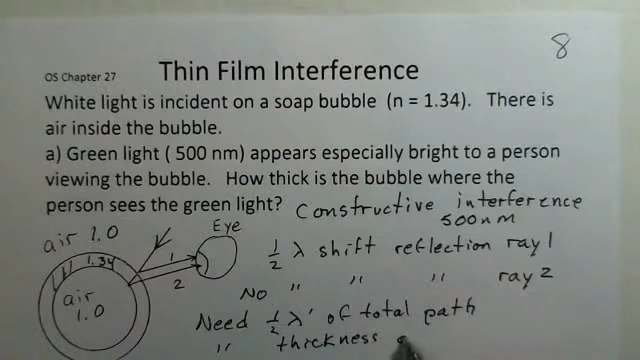 8
OS Chapter 27 Thin Film Interference
White light is incident on a soap bubble (n = 1.34). There is
air inside the bubble.
a) Green light ( 500 nm) appears especially bright to a person
viewing the bubble. How thick is the bubble where the
person sees the green light? Constructive interference
500nm
air 1.0
Eye
1/2 λ shift reflection ray 1
1.34
1
2
air
1.0
No " " " ray 2
Need 1/2 λ' of total path
" thickness